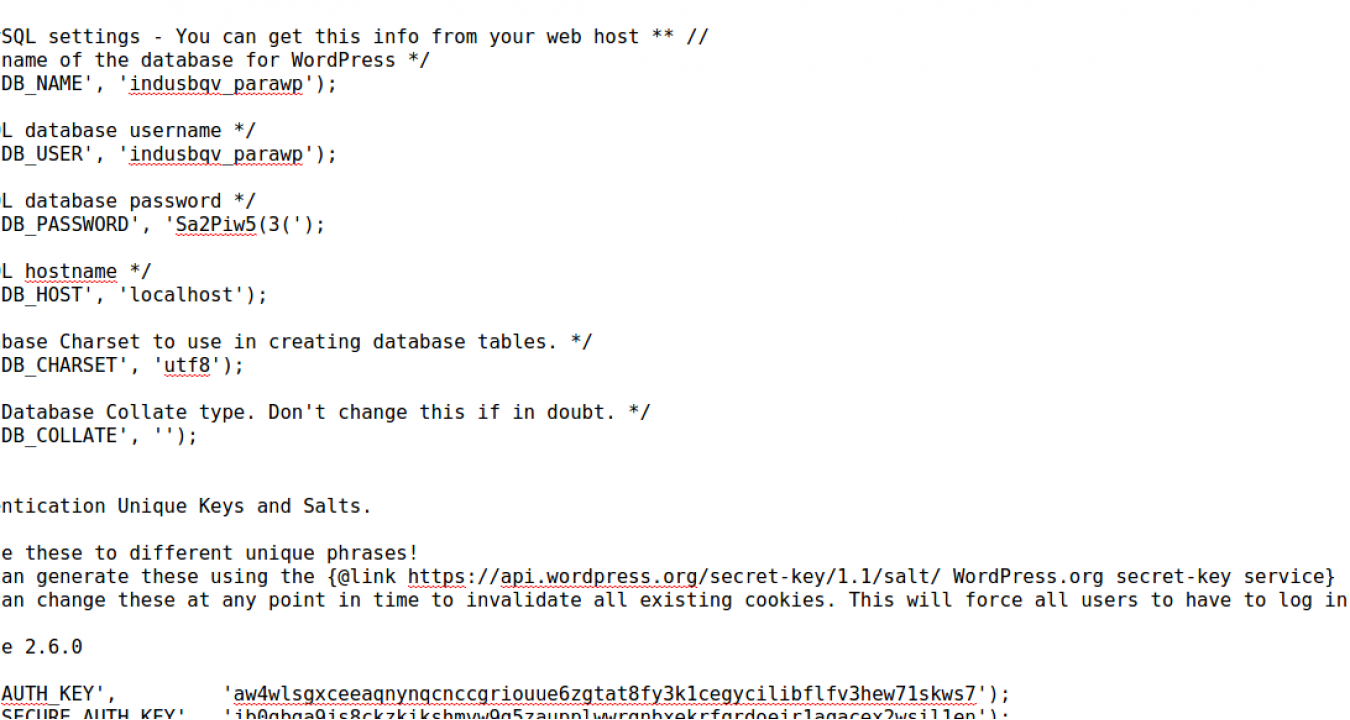 SQL settings - You can get this info from your web host ** //
name of the database for WordPress */
DB_NAME', 'indusbqv_parawp');
L database username */
DB_USER', 'indusbqv_parawp');
L database password */
DB_PASSWORD', 'Sa2Piw5(3(');
L hostname */
DB_HOST', 'localhost');
base Charset to use in creating database tables. */
DB_CHARSET', 'utf8');
Database Collate type. Don't change this if in doubt. */
DB_COLLATE', '');
ntication Unique Keys and Salts.
e these to different unique phrases!
an generate these using the {@link https://api.wordpress.org/secret-key/1.1/salt/ WordPress.org secret-key service}
an change these at any point in time to invalidate all existing cookies. This will force all users to have to log in
e 2.6.0
AUTH_KEY', 'aw4wlsgxceeaqnynqcnccgriouue6zgtat8fy3k1cegycilibflfv3hew71skws7');
SECURE_AUTH_KEY',